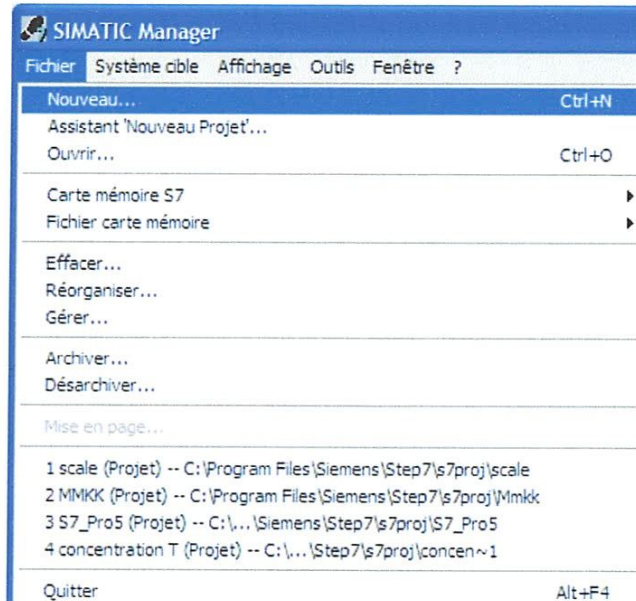 SIMATIC Manager
Fichier Système cible Affichage Outils Fenêtre ?
Nouveau... Ctrl+N
Assistant 'Nouveau Projet'...
Ouvrir... Ctrl+O
Carte mémoire S7
Fichier carte mémoire
Effacer...
Réorganiser...
Gérer...
Archiver...
Désarchiver...
Mise en page...
1 scale (Projet) -- C:\Program Files\Siemens\Step7\s7proj\scale
2 MMKK (Projet) -- C:\Program Files\Siemens\Step7\s7proj\Mmkk
3 S7_Pro5 (Projet) -- C:\...\Siemens\Step7\s7proj\S7_Pro5
4 concentration T (Projet) -- C:\...\Step7\s7proj\concen~1
Quitter Alt+F4